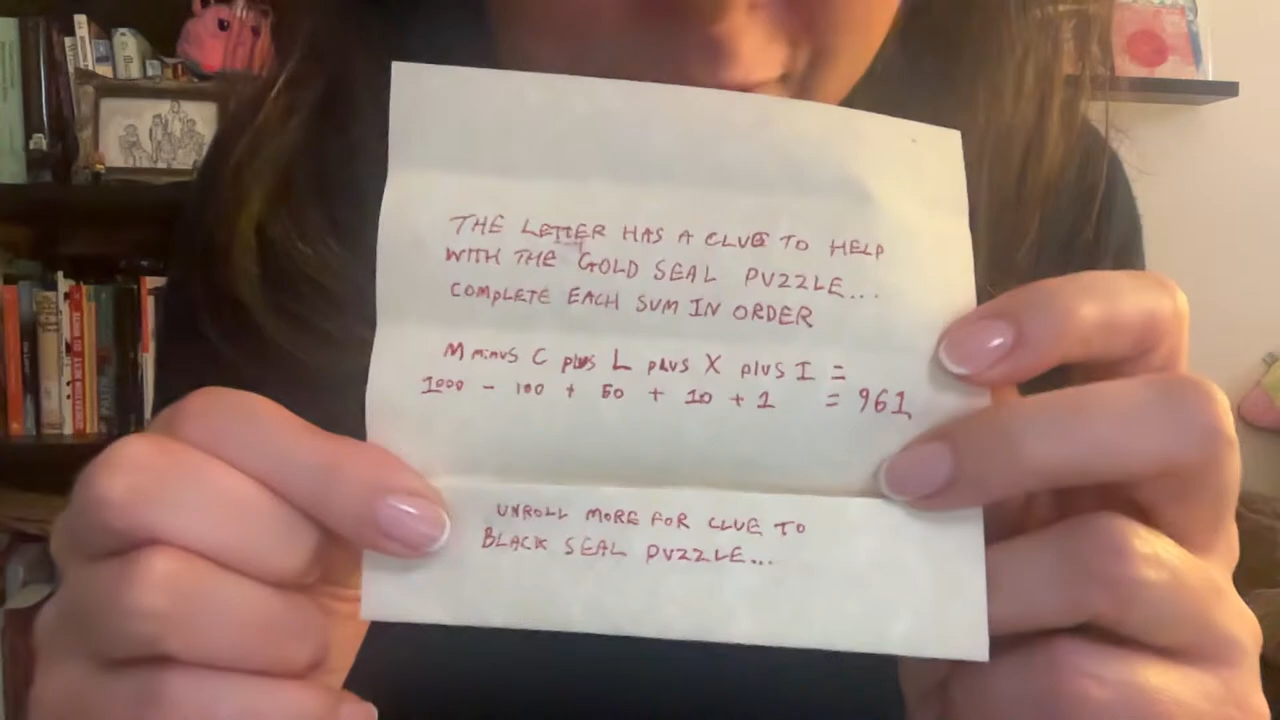 THE LETTER HAS A CLUE TO HELP
WITH THE GOLD SEAL PUZZLE...
COMPLETE EACH SUM IN ORDER
M minus C plus L plus X plus I =
1000 - 100 + 50 + 10 + 1 = 961
UNROLL MORE FOR CLUE TO
BLACK SEAL PUZZLE...